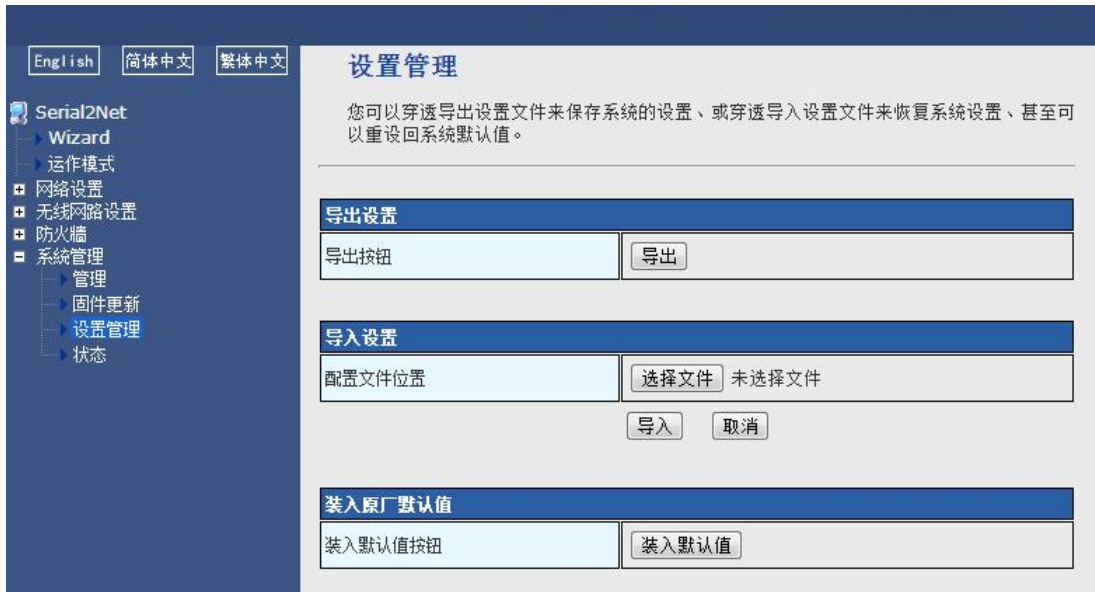 English 简体中文 繁体中文
Serial2Net
Wizard
运作模式
网络设置
无线网路设置
防火牆
系统管理
管理
固件更新
设置管理
状态
设置管理
您可以穿透导出设置文件来保存系统的设置、或穿透导入设置文件来恢复系统设置、甚至可
以重设回系统默认值。
导出设置
导出按钮 导出
导入设置
配置文件位置 选择文件 未选择文件
导入 取消
装入原厂默认值
装入默认值按钮 装入默认值